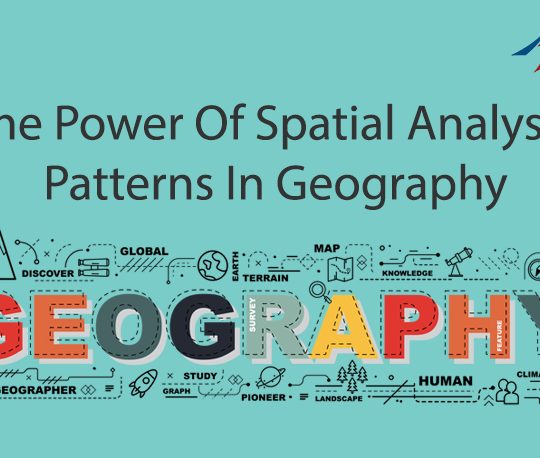 he Power Of Spatial Analys
Patterns In Geography
GLOBAL
MAP
DISCOVER
EARTH
TERRAIN
KNOWLEDGE
GEOGRAPHY
SURVEY
FEATURE
GEOGRAPHER
STUDY
GRAPH
PIONEER
LANDSCAPE
HUMAN
CLIMA